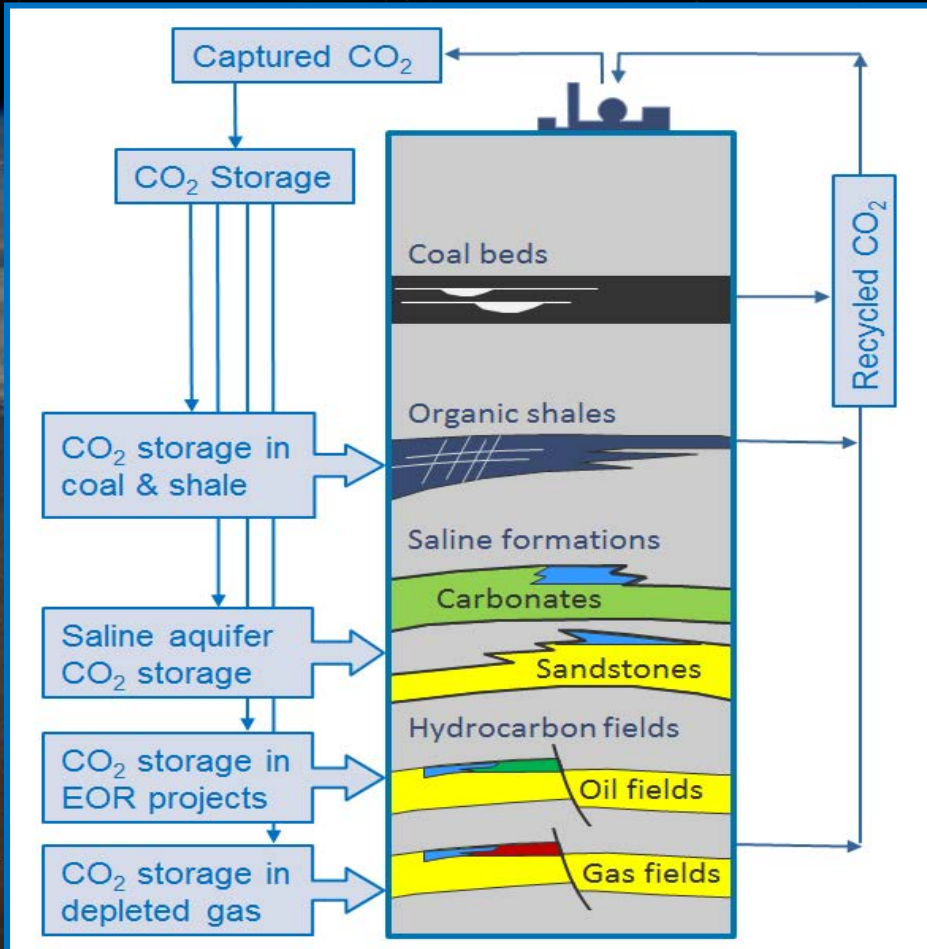 Captured CO₂
CO₂ Storage
Recycled CO₂
Coal beds
Organic shales
CO₂ storage in
coal & shale
Saline formations
Carbonates
Saline aquifer
CO₂ storage
Sandstones
Hydrocarbon fields
CO₂ storage in
EOR projects
Oil fields
CO₂ storage in
depleted gas
Gas fields